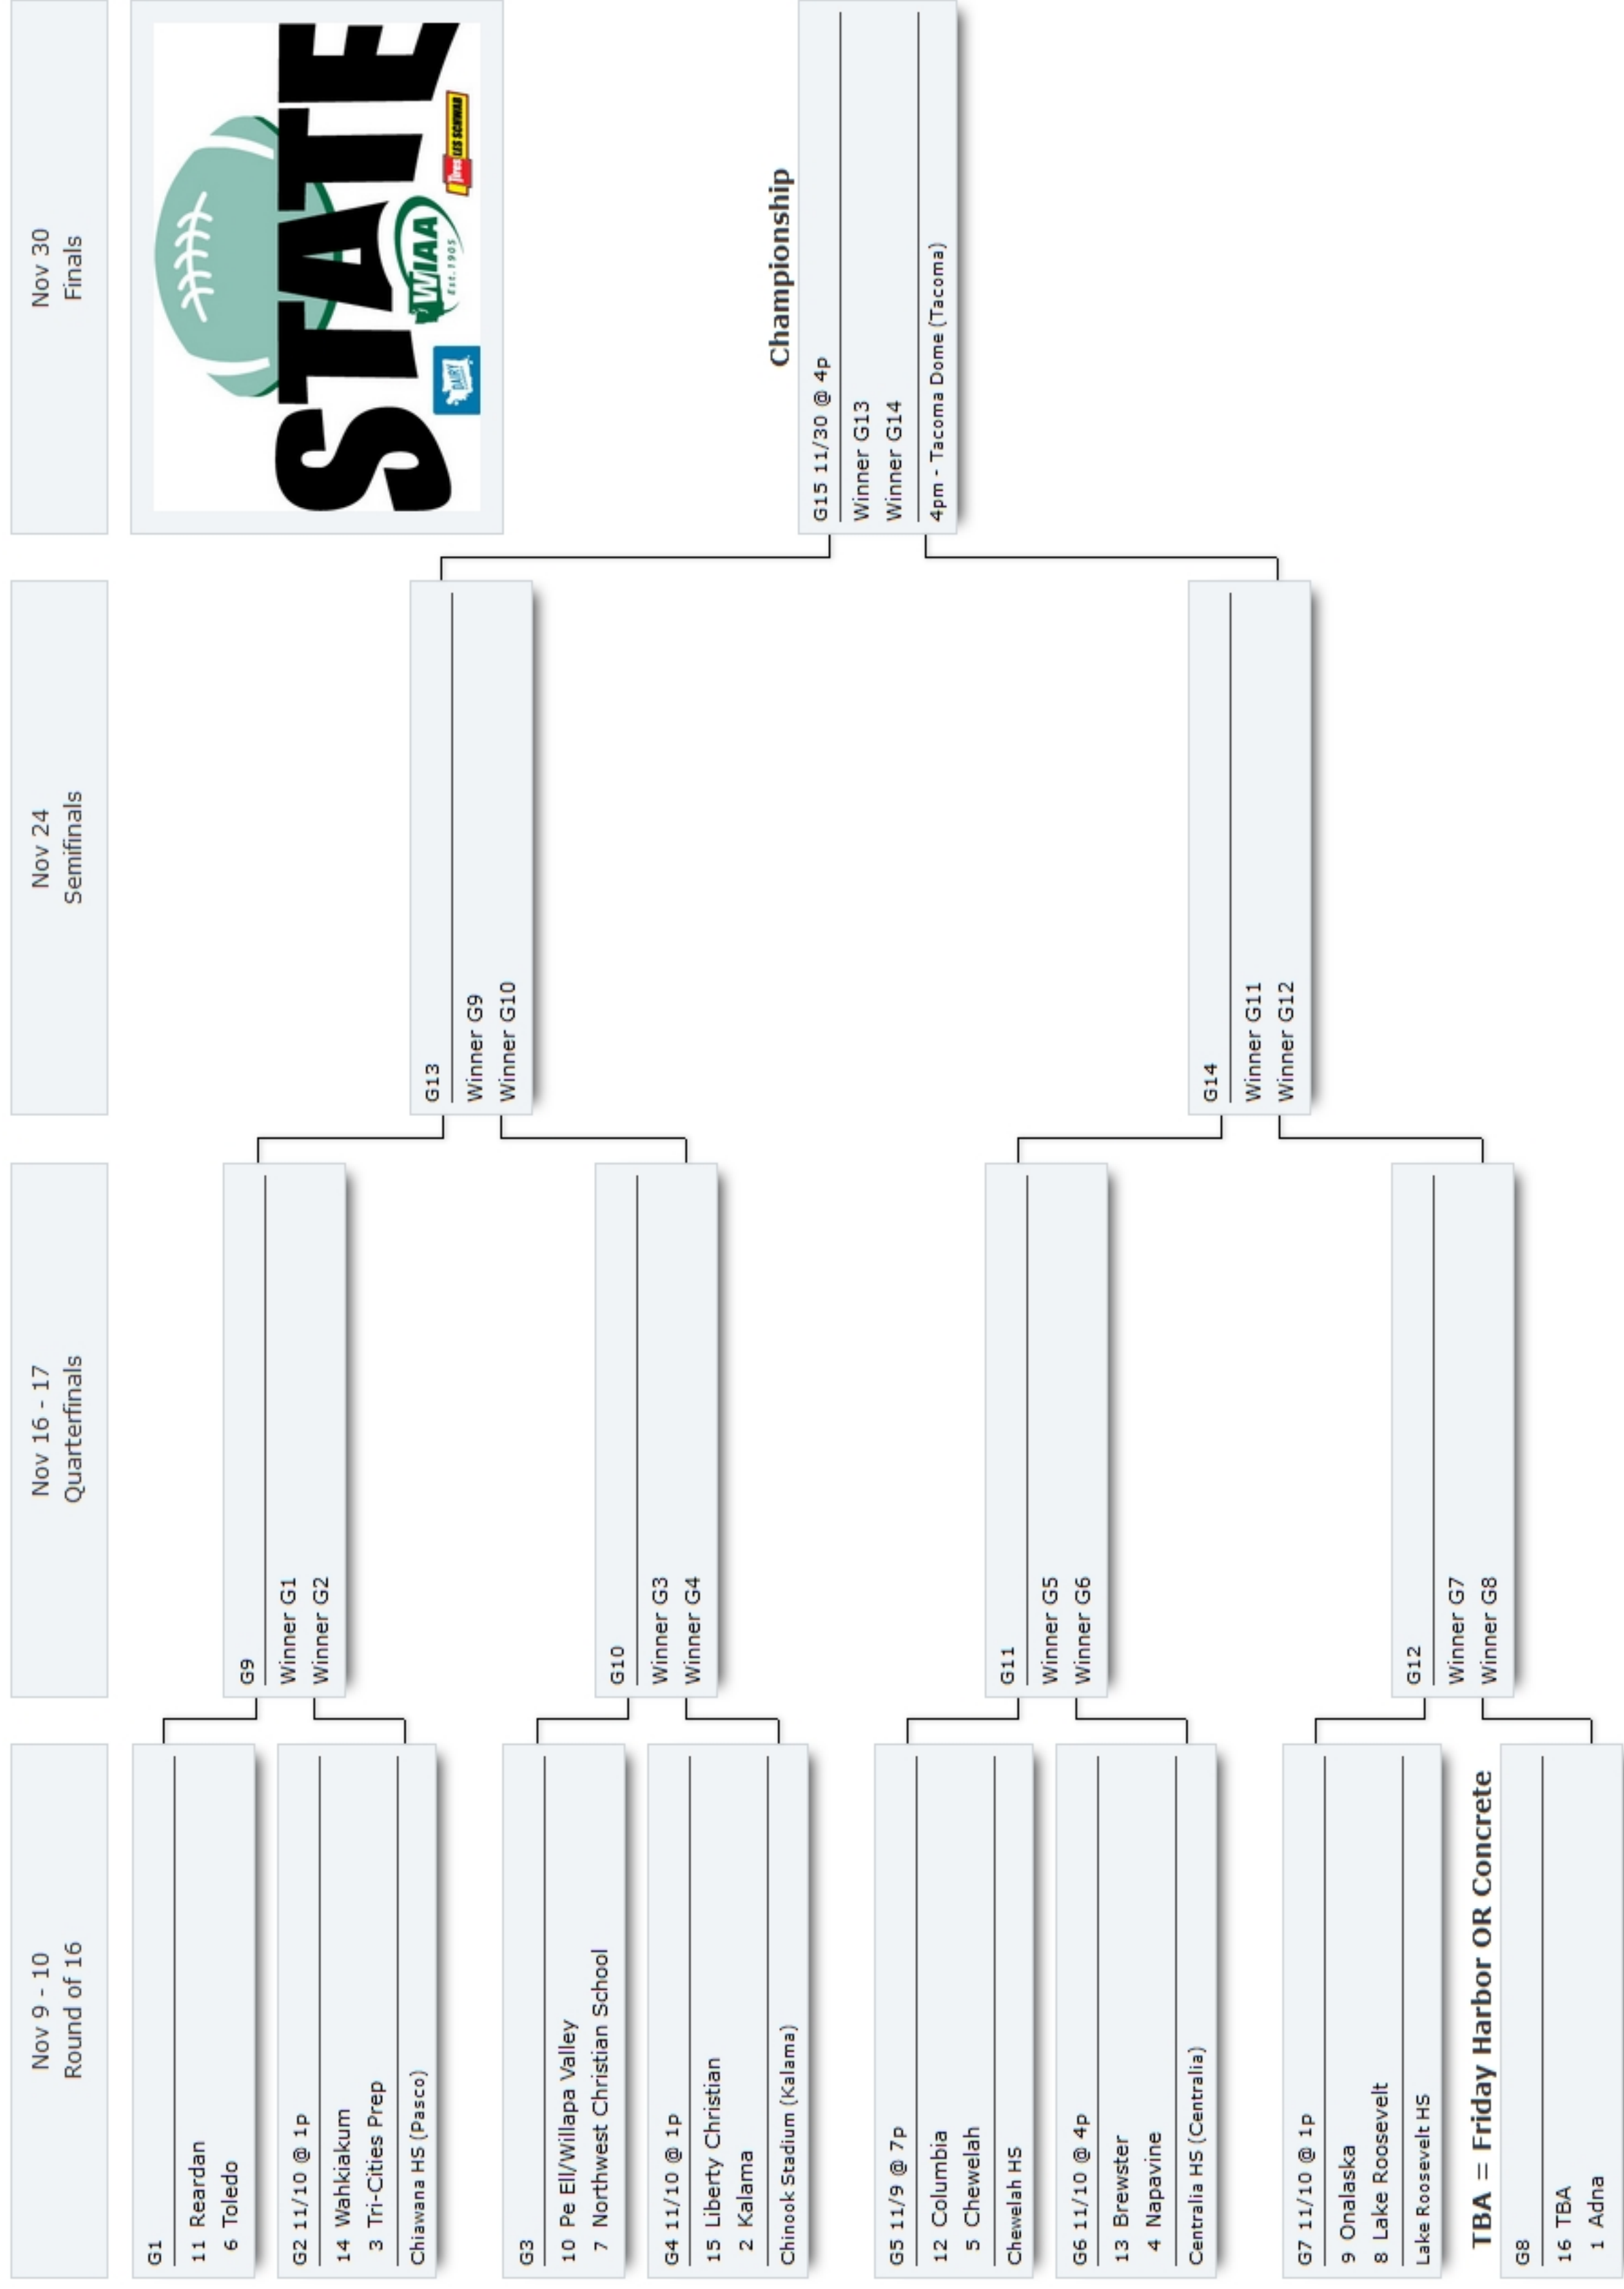 Nov 9 - 10
Round of 16
Nov 16 - 17
Quarterfinals
Nov 24
Semifinals
Nov 30
Finals
G1
11 Reardan
6 Toledo
G2 11/10 @ 1p
14 Wahkiakum
3 Tri-Cities Prep
Chiawana HS (Pasco)
G3
10 Pe Ell/Willapa Valley
7 Northwest Christian School
G4 11/10 @ 1p
15 Liberty Christian
2 Kalama
Chinook Stadium (Kalama)
G5 11/9 @ 7p
12 Columbia
5 Chewelah
Chewelah HS
G6 11/10 @ 4p
13 Brewster
4 Napavine
Centralia HS (Centralia)
G7 11/10 @ 1p
9 Onalaska
8 Lake Roosevelt
Lake Roosevelt HS
TBA = Friday Harbor OR Concrete
G8
16 TBA
1 Adna
G9
Winner G1
Winner G2
G10
Winner G3
Winner G4
G11
Winner G5
Winner G6
G12
Winner G7
Winner G8
G13
Winner G9
Winner G10
G14
Winner G11
Winner G12
STATE
DAIRY
WIAA
Est. 1905
Tires LES SCHWAB
Championship
G15 11/30 @ 4p
Winner G13
Winner G14
4pm - Tacoma Dome (Tacoma)